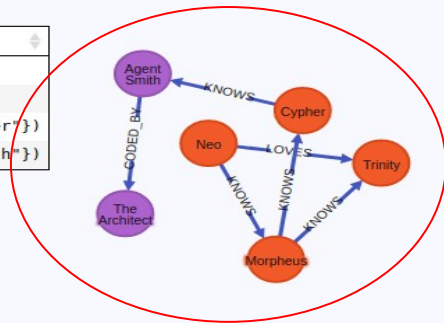 Agent
Smith
KNOWS
Cypher
r"})
CODED_BY
Neo
LOVES
h"})
Trinity
KNOWS
KNOWS
KNOWS
The
Architect
Morpheus